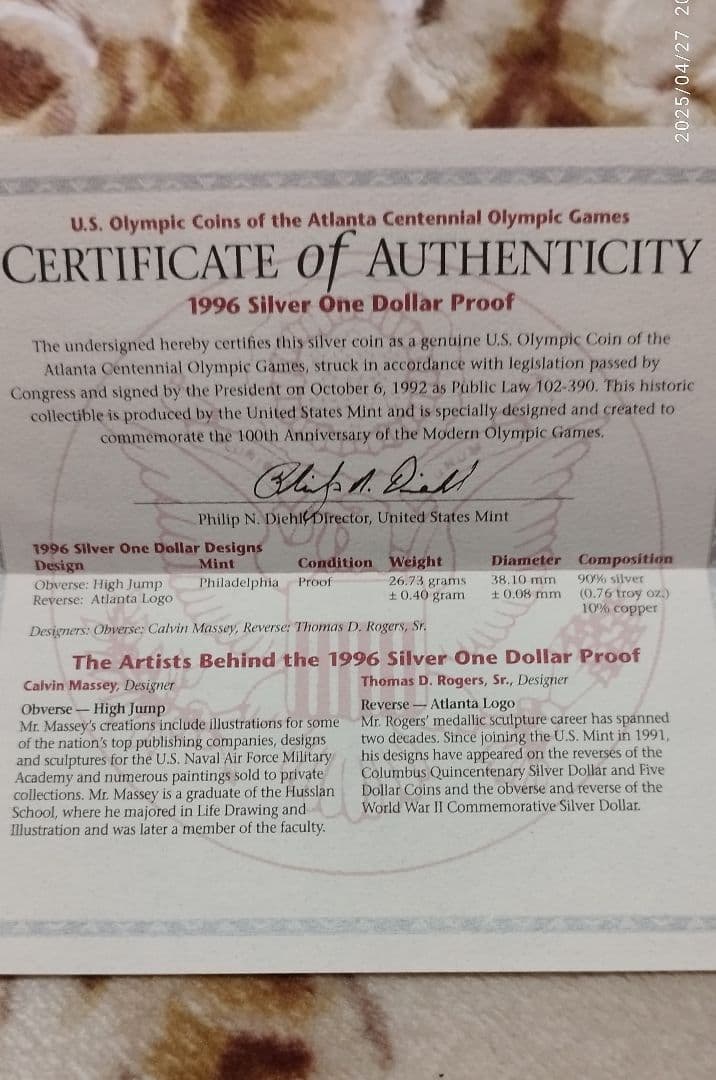 2025/04/27
U.S. Olympic Coins of the Atlanta Centennial Olympic Games
CERTIFICATE of AUTHENTICITY
1996 Silver One Dollar Proof
The undersigned hereby certifies this silver coin as a genuine U.S. Olympic Coin of the
Atlanta Centennial Olympic Games, struck in accordance with legislation passed by
Congress and signed by the President on October 6, 1992 as Public Law 102-390. This historic
collectible is produced by the United States Mint and is specially designed and created to
commemorate the 100th Anniversary of the Modern Olympic Games.
Philip N. Diehl
Philip N. Diehl, Director, United States Mint
1996 Silver One Dollar Designs
Design Mint Condition Weight Diameter Composition
Obverse: High Jump Philadelphia Proof 26.73 grams 38.10 mm 90% silver
Reverse: Atlanta Logo ± 0.40 gram ± 0.08 mm (0.76 troy oz.)
10% copper
Designers: Obverse: Calvin Massey, Reverse: Thomas D. Rogers, Sr.
The Artists Behind the 1996 Silver One Dollar Proof
Calvin Massey, Designer
Obverse — High Jump
Mr. Massey's creations include illustrations for some
of the nation's top publishing companies, designs
and sculptures for the U.S. Naval Air Force Military
Academy and numerous paintings sold to private
collections. Mr. Massey is a graduate of the Husslan
School, where he majored in Life Drawing and
Illustration and was later a member of the faculty.
Thomas D. Rogers, Sr., Designer
Reverse — Atlanta Logo
Mr. Rogers' medallic sculpture career has spanned
two decades. Since joining the U.S. Mint in 1991,
his designs have appeared on the reverses of the
Columbus Quincentenary Silver Dollar and Five
Dollar Coins and the obverse and reverse of the
World War II Commemorative Silver Dollar.